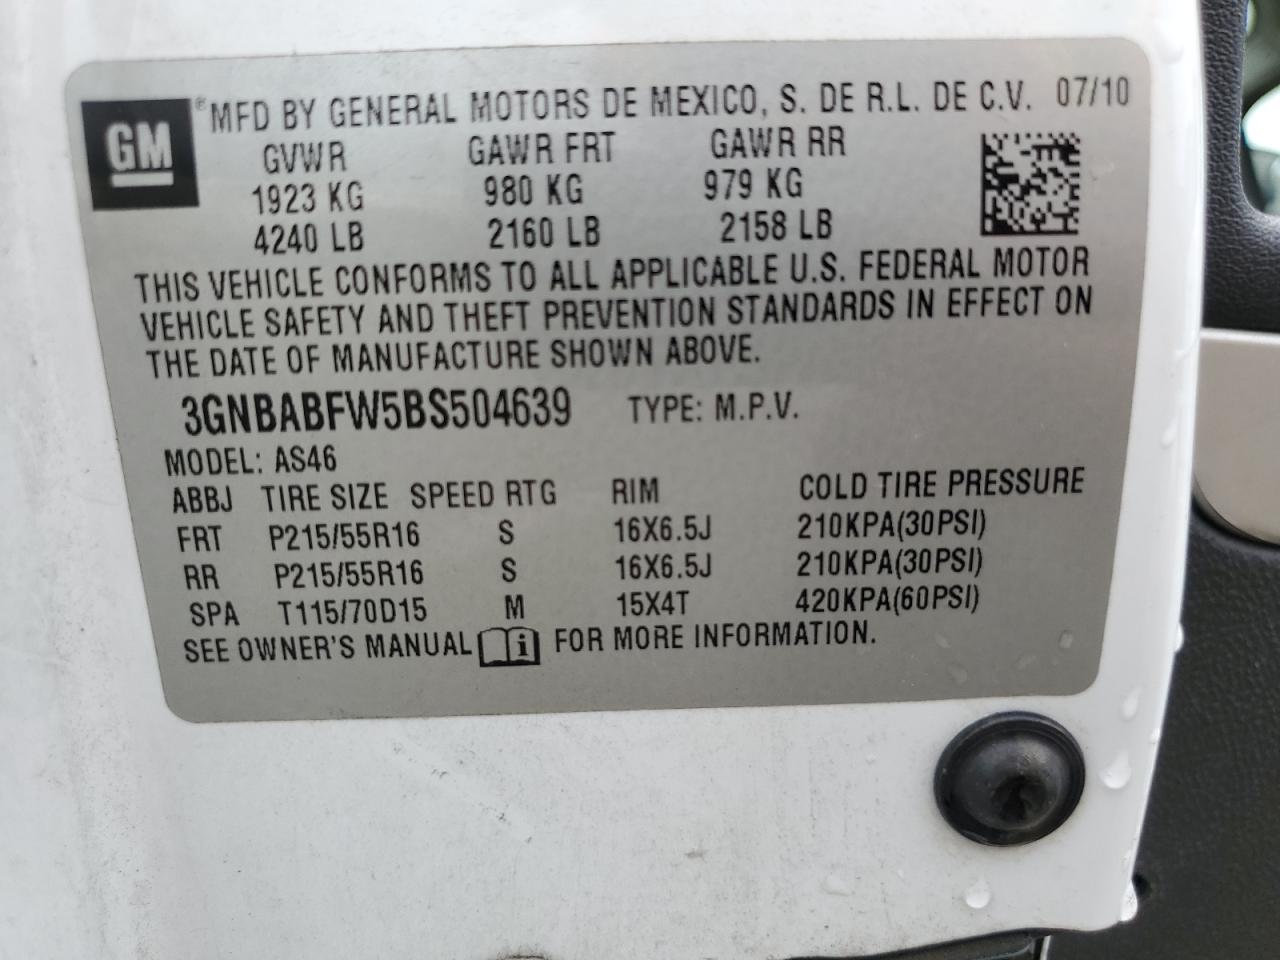 GM
® MFD BY GENERAL MOTORS DE MEXICO, S. DE R.L. DE C.V. 07/10
GVWR GAWR FRT GAWR RR
1923 KG 980 KG 979 KG
4240 LB 2160 LB 2158 LB
THIS VEHICLE CONFORMS TO ALL APPLICABLE U.S. FEDERAL MOTOR
VEHICLE SAFETY AND THEFT PREVENTION STANDARDS IN EFFECT ON
THE DATE OF MANUFACTURE SHOWN ABOVE.
3GNBABFW5BS504639 TYPE: M.P.V.
MODEL: AS46
ABBJ TIRE SIZE SPEED RTG RIM COLD TIRE PRESSURE
FRT P215/55R16 S 16X6.5J 210KPA(30PSI)
RR P215/55R16 S 16X6.5J 210KPA(30PSI)
SPA T115/70D15 M 15X4T 420KPA(60PSI)
SEE OWNER'S MANUAL i FOR MORE INFORMATION.